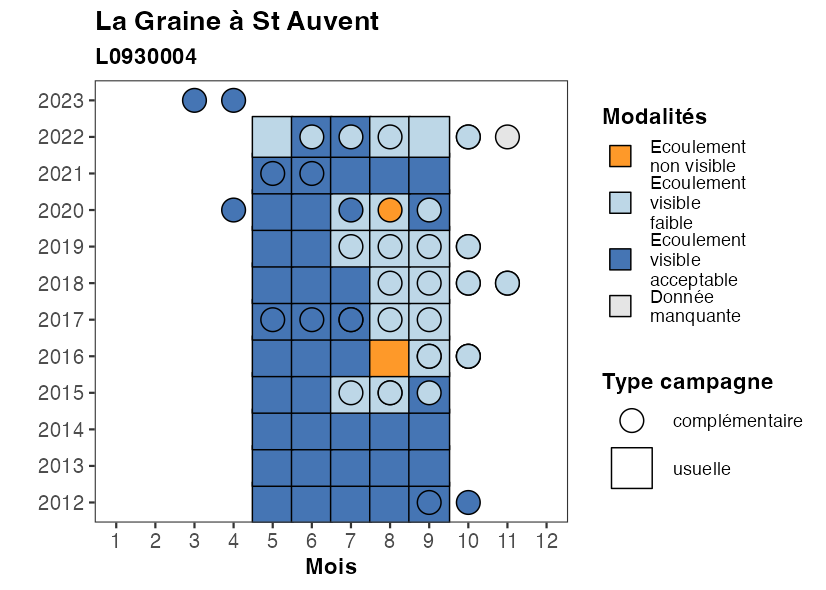 La Graine à St Auvent
L0930004
2023
2022
2021
2020
2019
2018
2017
2016
2015
2014
2013
2012
1 2 3 4 5 6 7 8 9 10 11 12
Mois
Modalités
Ecoulement
non visible
Ecoulement
visible
faible
Ecoulement
visible
acceptable
Donnée
manquante
Type campagne
complémentaire
usuelle